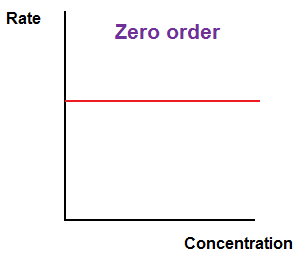 Rate
Zero order
Concentration